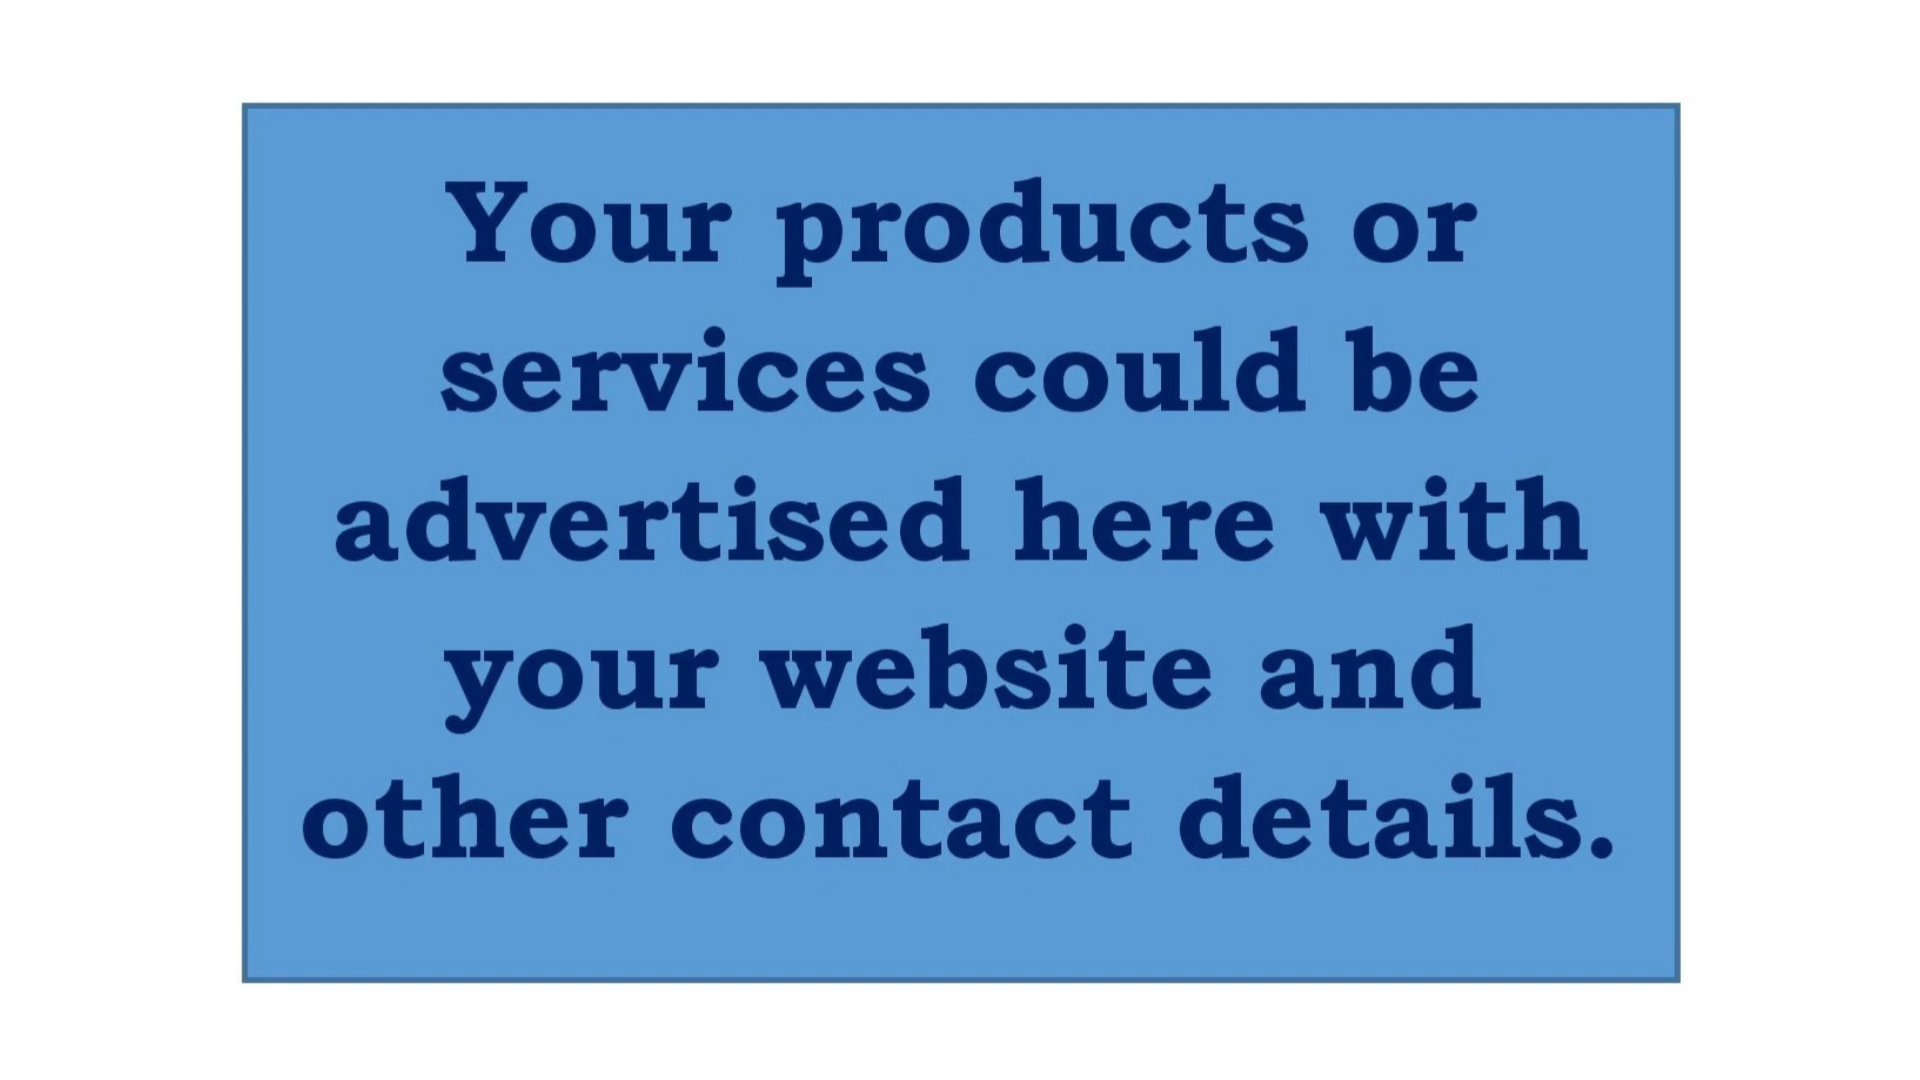 Your products or
services could be
advertised here with
your website and
other contact details.